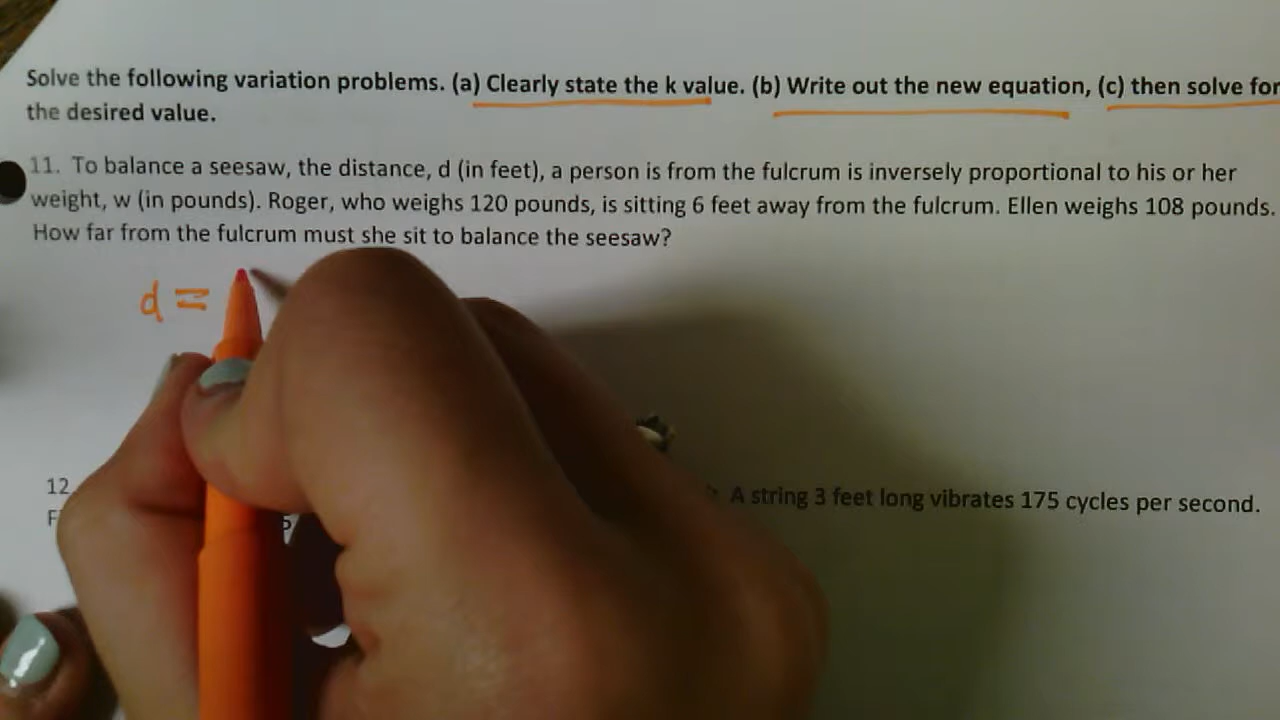 Solve the following variation problems. (a) Clearly state the k value. (b) Write out the new equation, (c) then solve for
the desired value.
11. To balance a seesaw, the distance, d (in feet), a person is from the fulcrum is inversely proportional to his or her
weight, w (in pounds). Roger, who weighs 120 pounds, is sitting 6 feet away from the fulcrum. Ellen weighs 108 pounds.
How far from the fulcrum must she sit to balance the seesaw?
d =
12. A string 3 feet long vibrates 175 cycles per second.